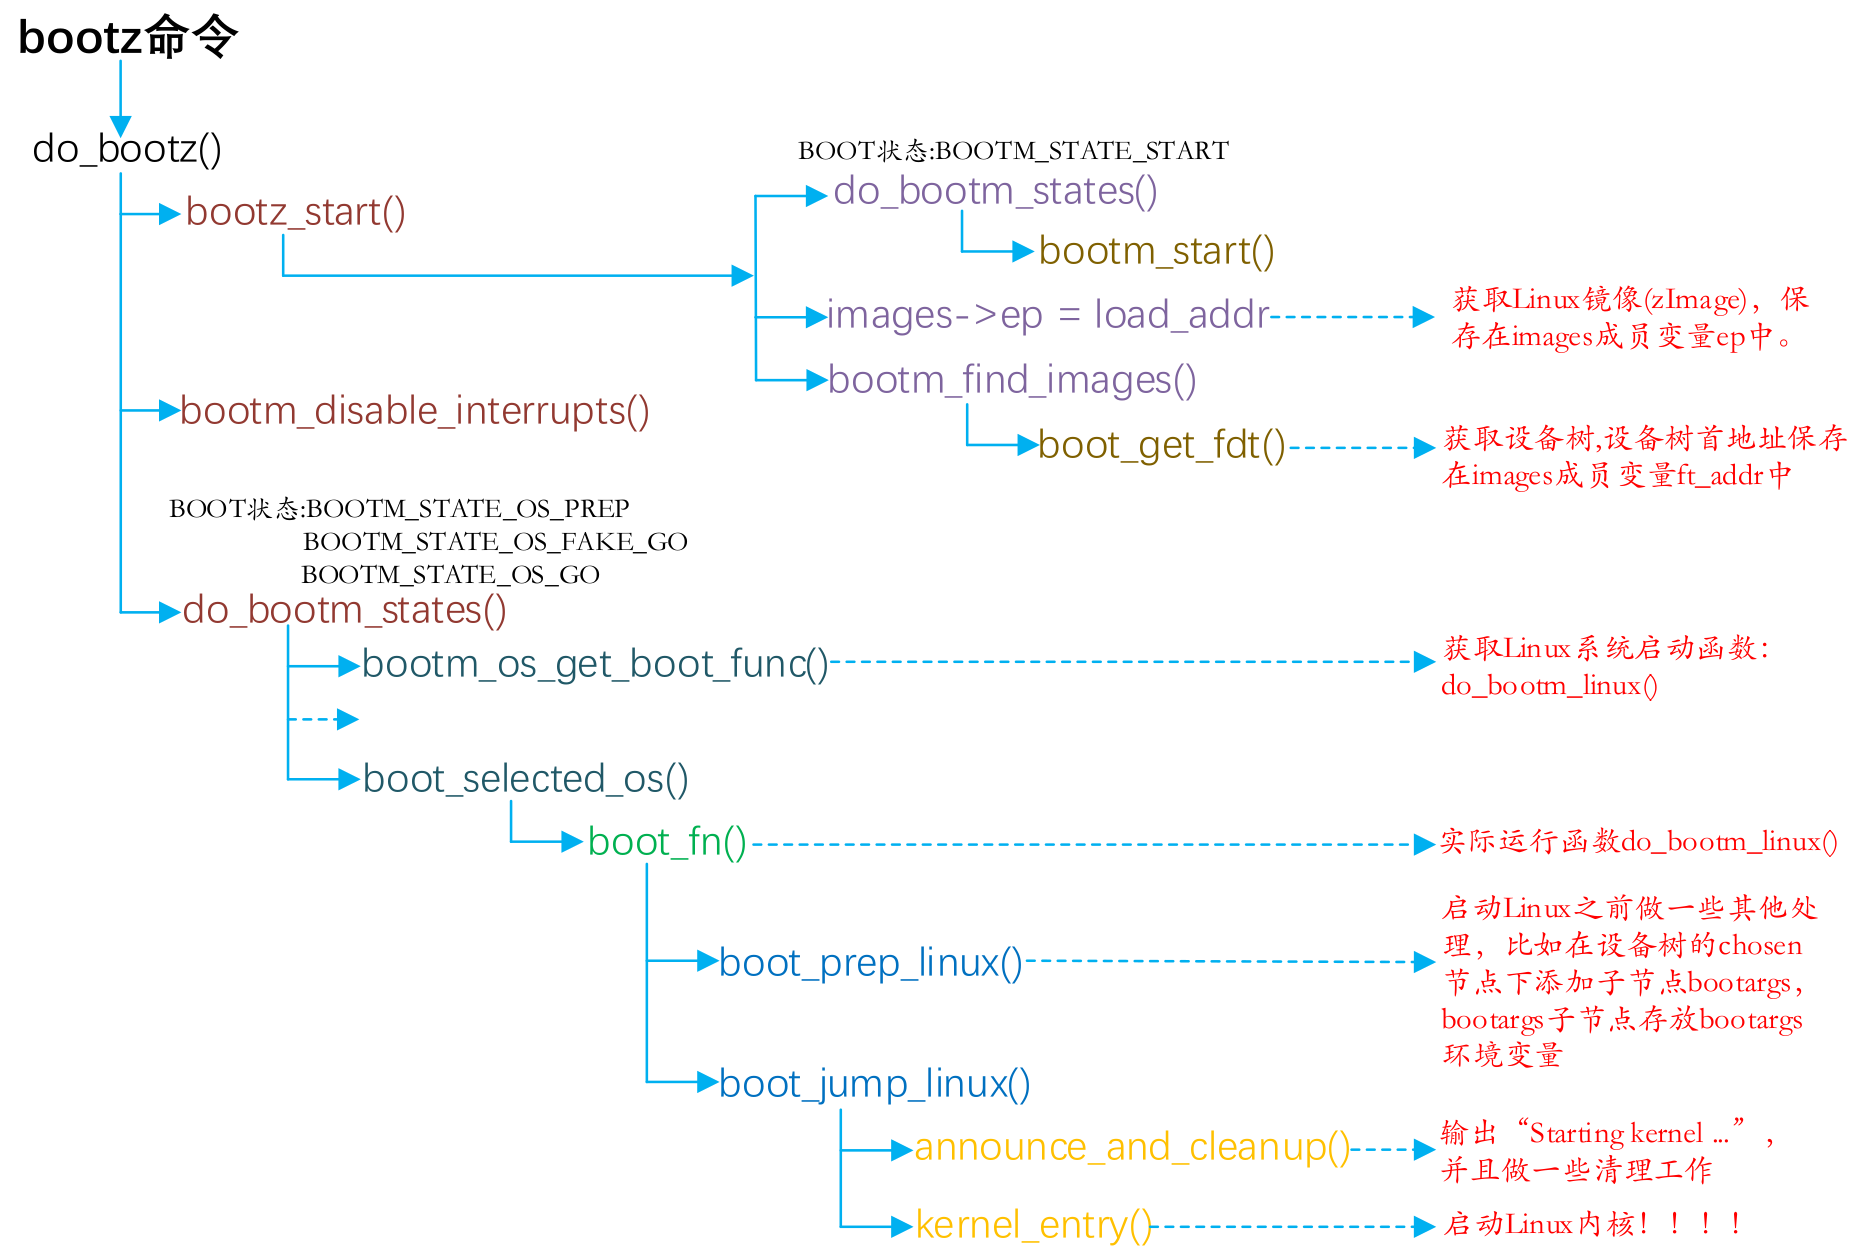 bootz命令
do_bootz()
BOOT状态:BOOTM_STATE_START
do_bootm_states()
bootz_start()
bootm_start()
获取Linux镜像(zImage)，保
存在images成员变量ep中。
images->ep = load_addr
bootm_find_images()
bootm_disable_interrupts()
boot_get_fdt()
获取设备树,设备树首地址保存
在images成员变量ft_addr中
BOOT状态:BOOTM_STATE_OS_PREP
BOOTM_STATE_OS_FAKE_GO
BOOTM_STATE_OS_GO
do_bootm_states()
bootm_os_get_boot_func()
获取Linux系统启动函数：
do_bootm_linux()
boot_selected_os()
boot_fn()
实际运行函数do_bootm_linux()
boot_prep_linux()
启动Linux之前做一些其他处
理，比如在设备树的chosen
节点下添加子节点bootargs，
bootargs子节点存放bootargs
环境变量
boot_jump_linux()
announce_and_cleanup()
输出“Starting kernel ...”，
并且做一些清理工作
kernel_entry()
启动Linux内核！！！！